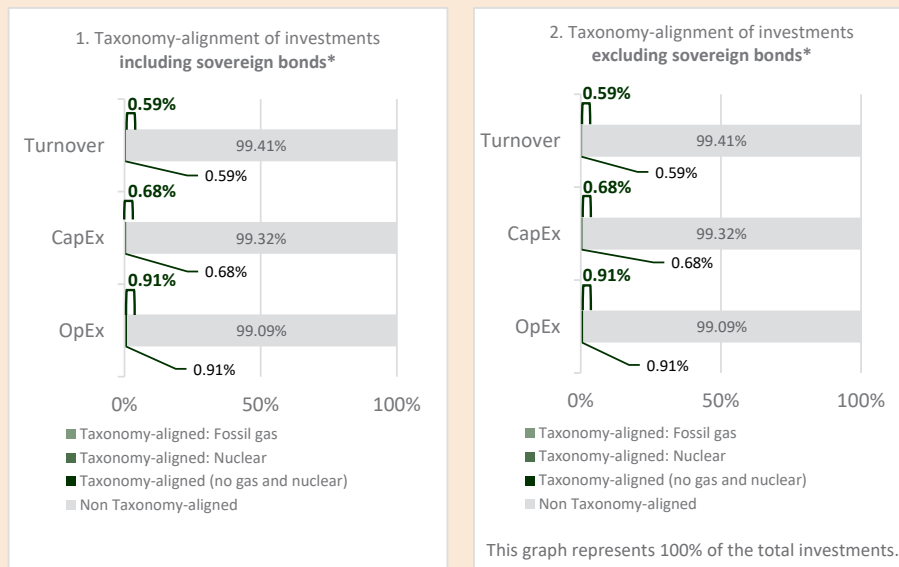 1. Taxonomy-alignment of investments
including sovereign bonds*
0.59%
Turnover
99.41%
0.59%
0.68%
CapEx
99.32%
0.68%
0.91%
OpEx
99.09%
0.91%
0%
50%
100%
Taxonomy-aligned: Fossil gas
Taxonomy-aligned: Nuclear
Taxonomy-aligned (no gas and nuclear)
Non Taxonomy-aligned
2. Taxonomy-alignment of investments
excluding sovereign bonds*
0.59%
Turnover
99.41%
0.59%
0.68%
CapEx
99.32%
0.68%
0.91%
OpEx
99.09%
0.91%
0%
50%
100%
Taxonomy-aligned: Fossil gas
Taxonomy-aligned: Nuclear
Taxonomy-aligned (no gas and nuclear)
Non Taxonomy-aligned
This graph represents 100% of the total investments.